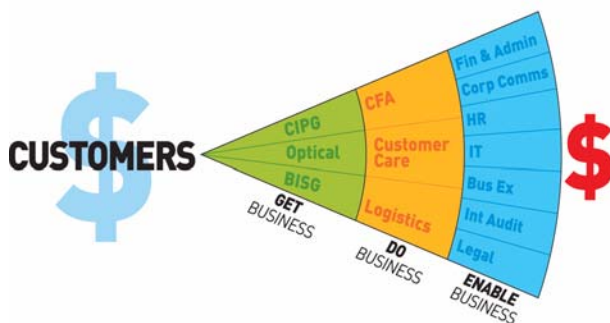 $
CUSTOMERS
CIPG
Optical
BISG
GET
BUSINESS
CFA
Customer
Care
Logistics
DO
BUSINESS
Fin & Admin
Corp Comms
HR
IT
Bus Ex
Int Audit
Legal
ENABLE
BUSINESS
$